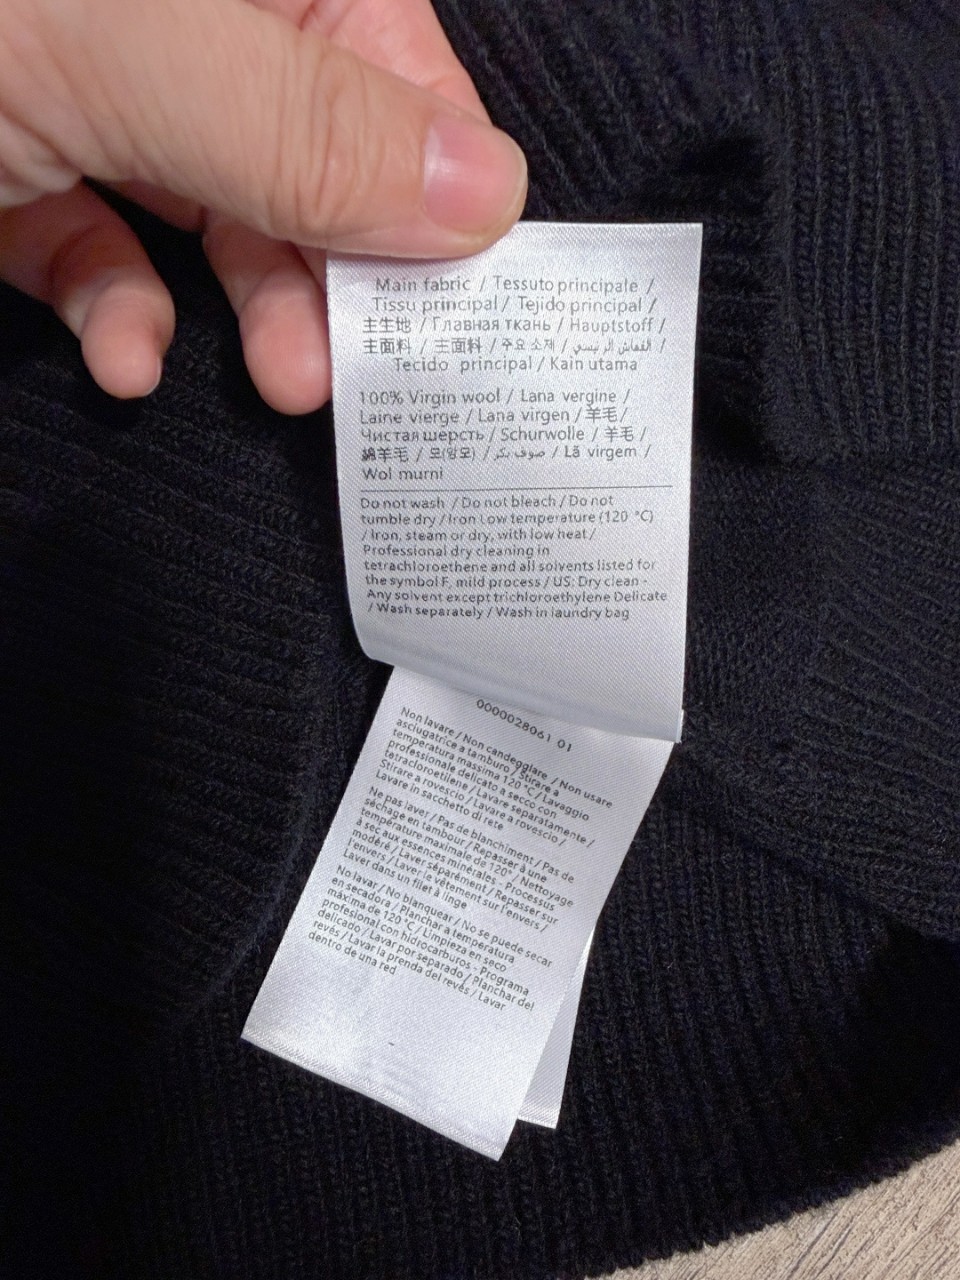 Main fabric / Tessuto principale /
Tissu principal / Tejido principal /
主生地 / Главная ткань / Hauptstoff /
主面料 / 主面料 / 주요 소재 / القماش الرئيسي /
Tecido principal / Kain utama
100% Virgin wool / Lana vergine /
Laine vierge / Lana virgen / 羊毛 /
Чистая шерсть / Schurwolle / 羊毛 /
羊毛 / 모(양모) / صوف بكر / Lã virgem /
Wol murni
Do not wash / Do not bleach / Do not
tumble dry / Iron Low temperature (120 °C)
/ Iron, steam or dry, with low heat /
Professional dry cleaning in
tetrachloroethene and all solvents listed for
the symbol F, mild process / US: Dry clean -
Any solvent except trichloroethylene Delicate
/ Wash separately / Wash in laundry bag
0000028061 01
Non lavare / Non candeggiare / Non usare
asciugatrice a tamburo / Stirare a
temperatura massima 120 °C / Lavaggio
professionale delicato a secco con
tetracloroetilene / Lavare separatamente /
Stirare a rovescio / Lavare a rovescio /
Lavare in sacchetto di rete
Ne pas laver / Pas de blanchiment / Pas de
séchage en tambour / Repasser à une
température maximale de 120° / Nettoyage
à sec aux essences minérales - Processus
modéré / Laver séparément / Repasser sur
l'envers / Laver le vêtement sur l'envers /
Laver dans un filet à linge
No lavar / No blanquear / No se puede secar
en secadora / Planchar a temperatura
máxima de 120 °C / Limpieza en seco
profesional con hidrocarburos - Programa
delicado / Lavar por separado / Planchar del
revés / Lavar la prenda del revés / Lavar
dentro de una red